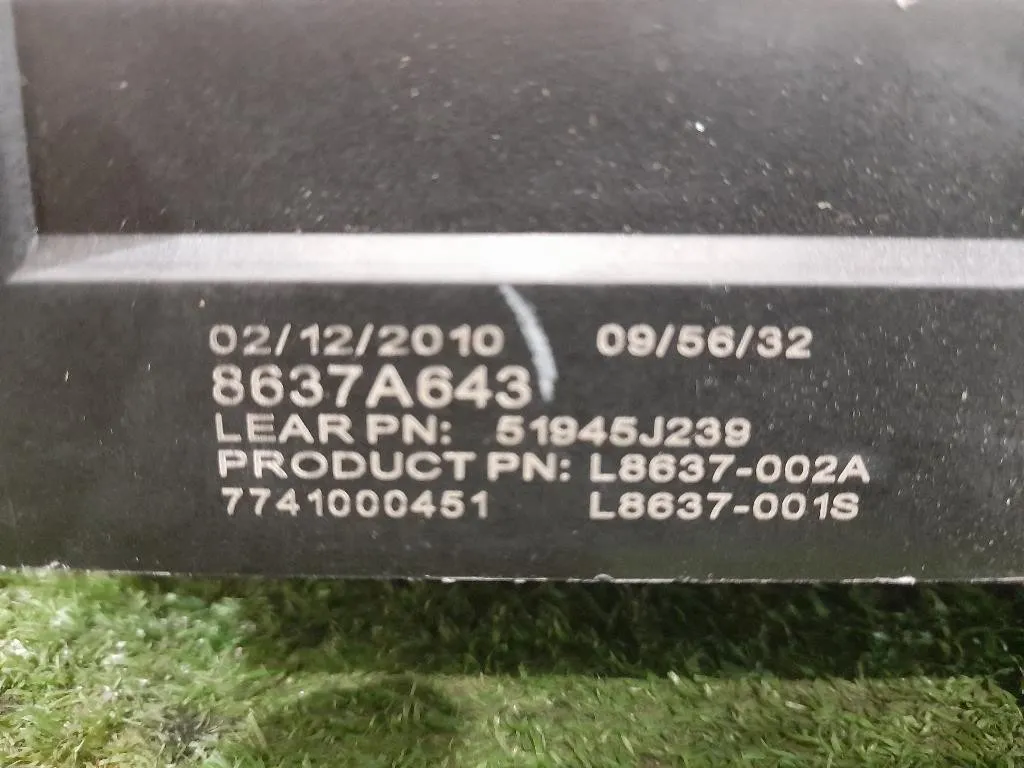 02/12/2010 09/56/32
8637A643
LEAR PN: 51945J239
PRODUCT PN: L8637-002A
7741000451 L8637-001S